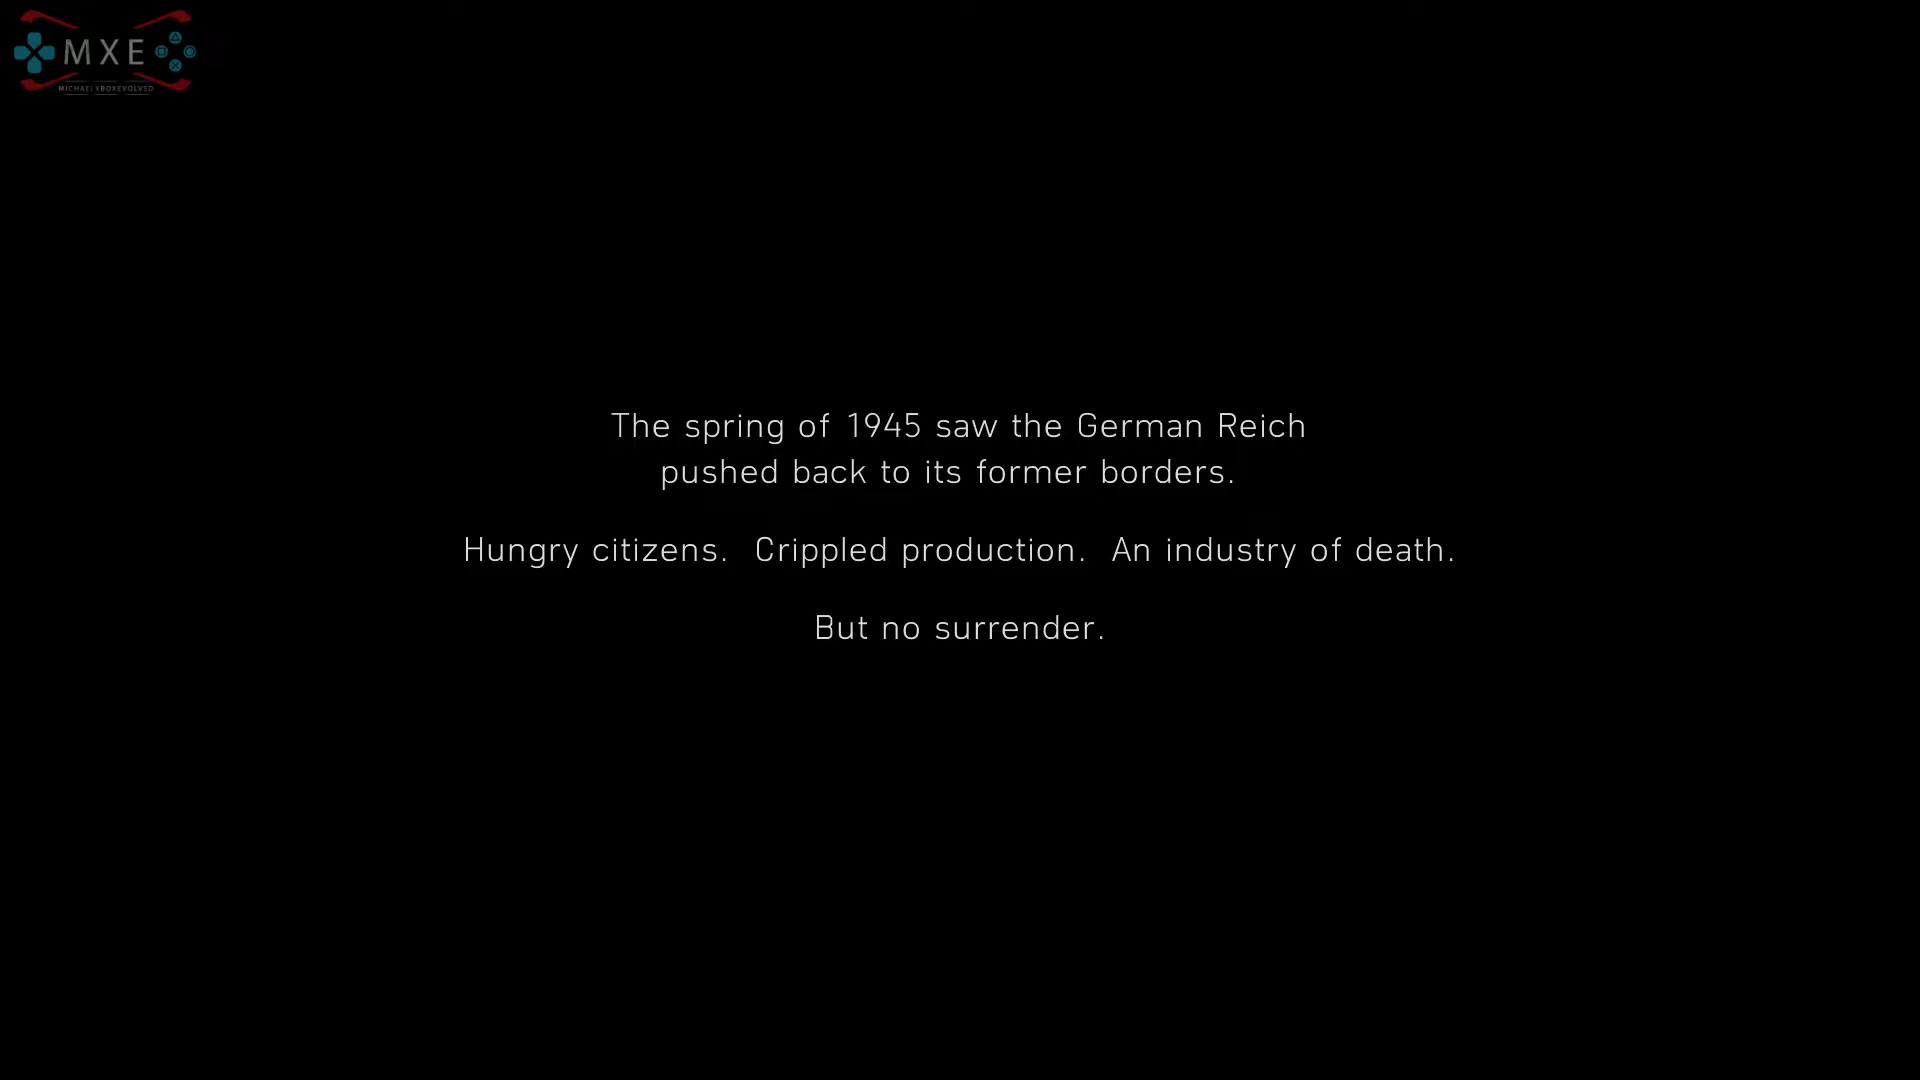 MXE
MICHAELXBOXEVOLVED
The spring of 1945 saw the German Reich
pushed back to its former borders.
Hungry citizens. Crippled production. An industry of death.
But no surrender.